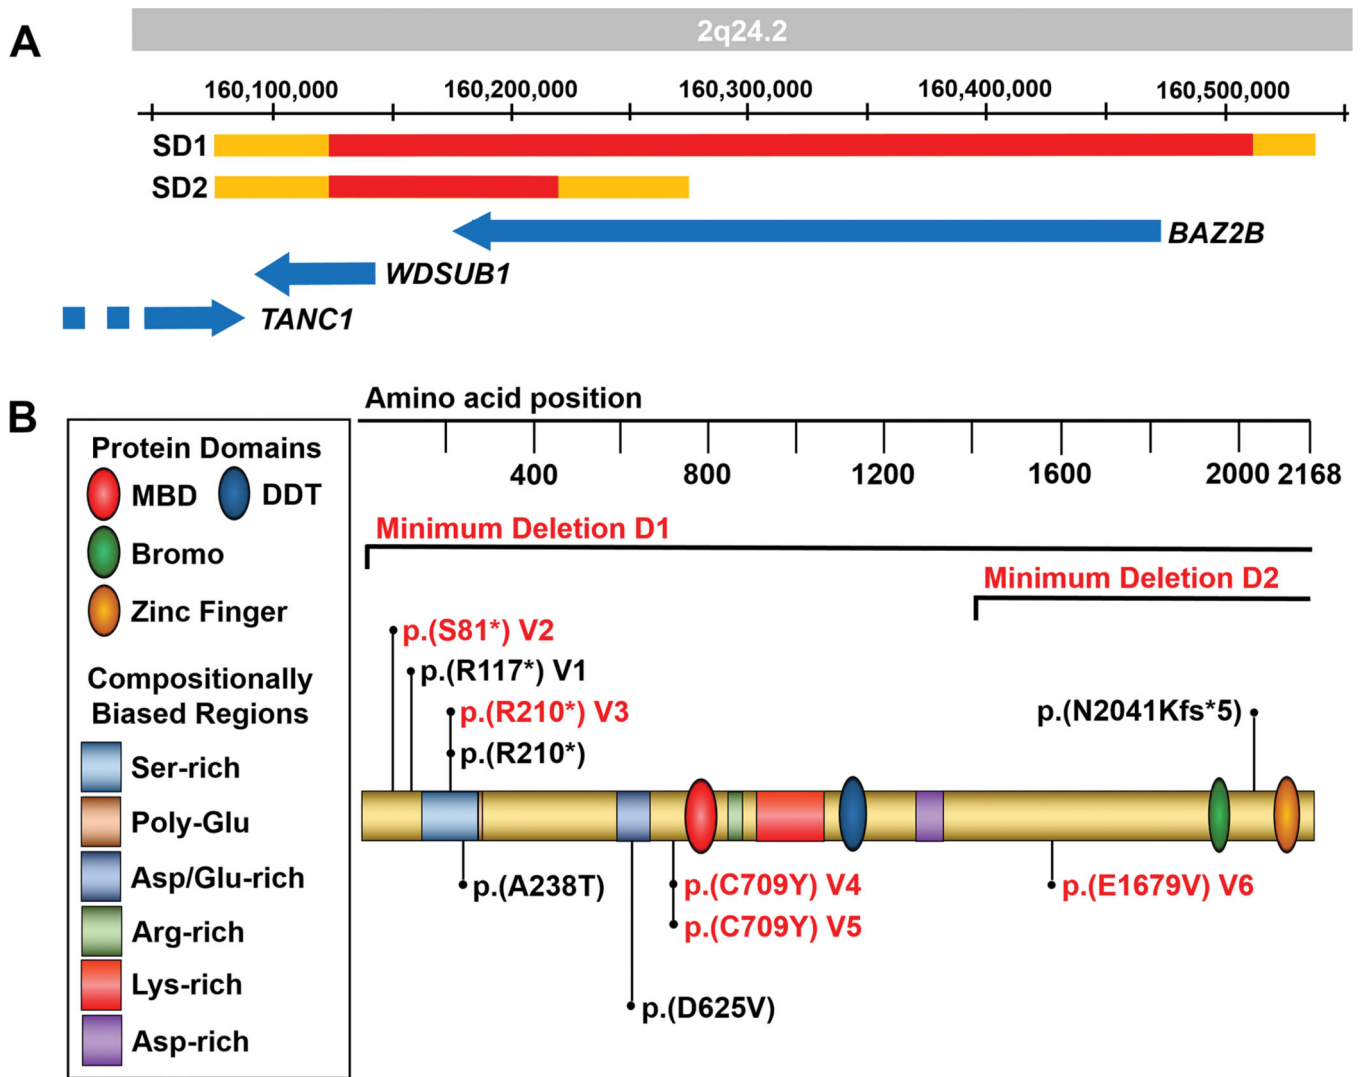 A
2q24.2
160,100,000 160,200,000 160,300,000 160,400,000 160,500,000
SD1
SD2
BAZ2B
WDSUB1
TANC1
B
Amino acid position
400 800 1200 1600 2000 2168
Protein Domains
MBD DDT
Bromo
Zinc Finger
Compositionally
Biased Regions
Ser-rich
Poly-Glu
Asp/Glu-rich
Arg-rich
Lys-rich
Asp-rich
Minimum Deletion D1
Minimum Deletion D2
p.(S81*) V2
p.(R117*) V1
p.(R210*) V3
p.(N2041Kfs*5)
p.(R210*)
p.(A238T)
p.(C709Y) V4
p.(E1679V) V6
p.(C709Y) V5
p.(D625V)